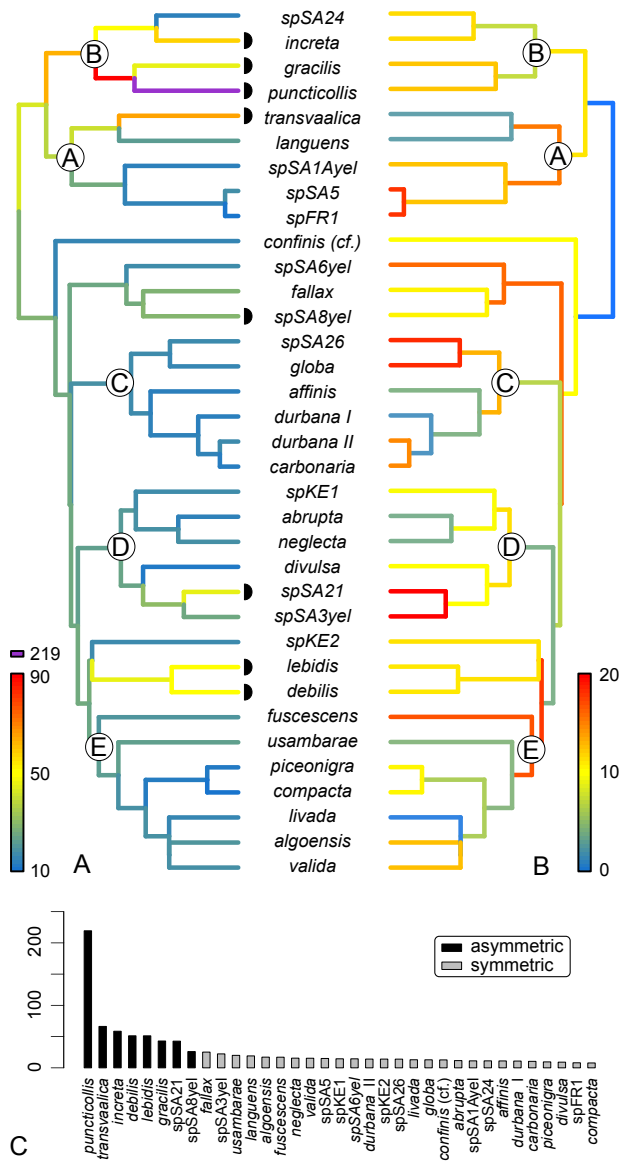 spSA24
increta
B
B
gracilis
puncticollis
transvaalica
A
A
languens
spSA1Ayel
spSA5
spFR1
confinis (cf.)
spSA6yel
fallax
spSA8yel
spSA26
globa
C
C
affinis
durbana I
durbana II
carbonaria
spKE1
abrupta
D
D
neglecta
divulsa
spSA21
spSA3yel
spKE2
219
lebidis
90
20
debilis
fuscescens
E
E
usambarae
50
piceonigra
10
compacta
livada
algoensis
10
A
valida
B
0
200
100
0
asymmetric
symmetric
puncticollis
transvaalica
increta
debilis
lebidis
gracilis
spSA21
spSA8yel
fallax
spSA3yel
usambarae
languens
algoensis
fuscescens
neglecta
valida
spSA5
spKE1
spSA6yel
durbana II
spKE2
spSA26
livada
globa
confinis (cf.)
abrupta
spSA1Ayel
spSA24
affinis
durbana I
carbonaria
piceonigra
divulsa
spFR1
compacta
C